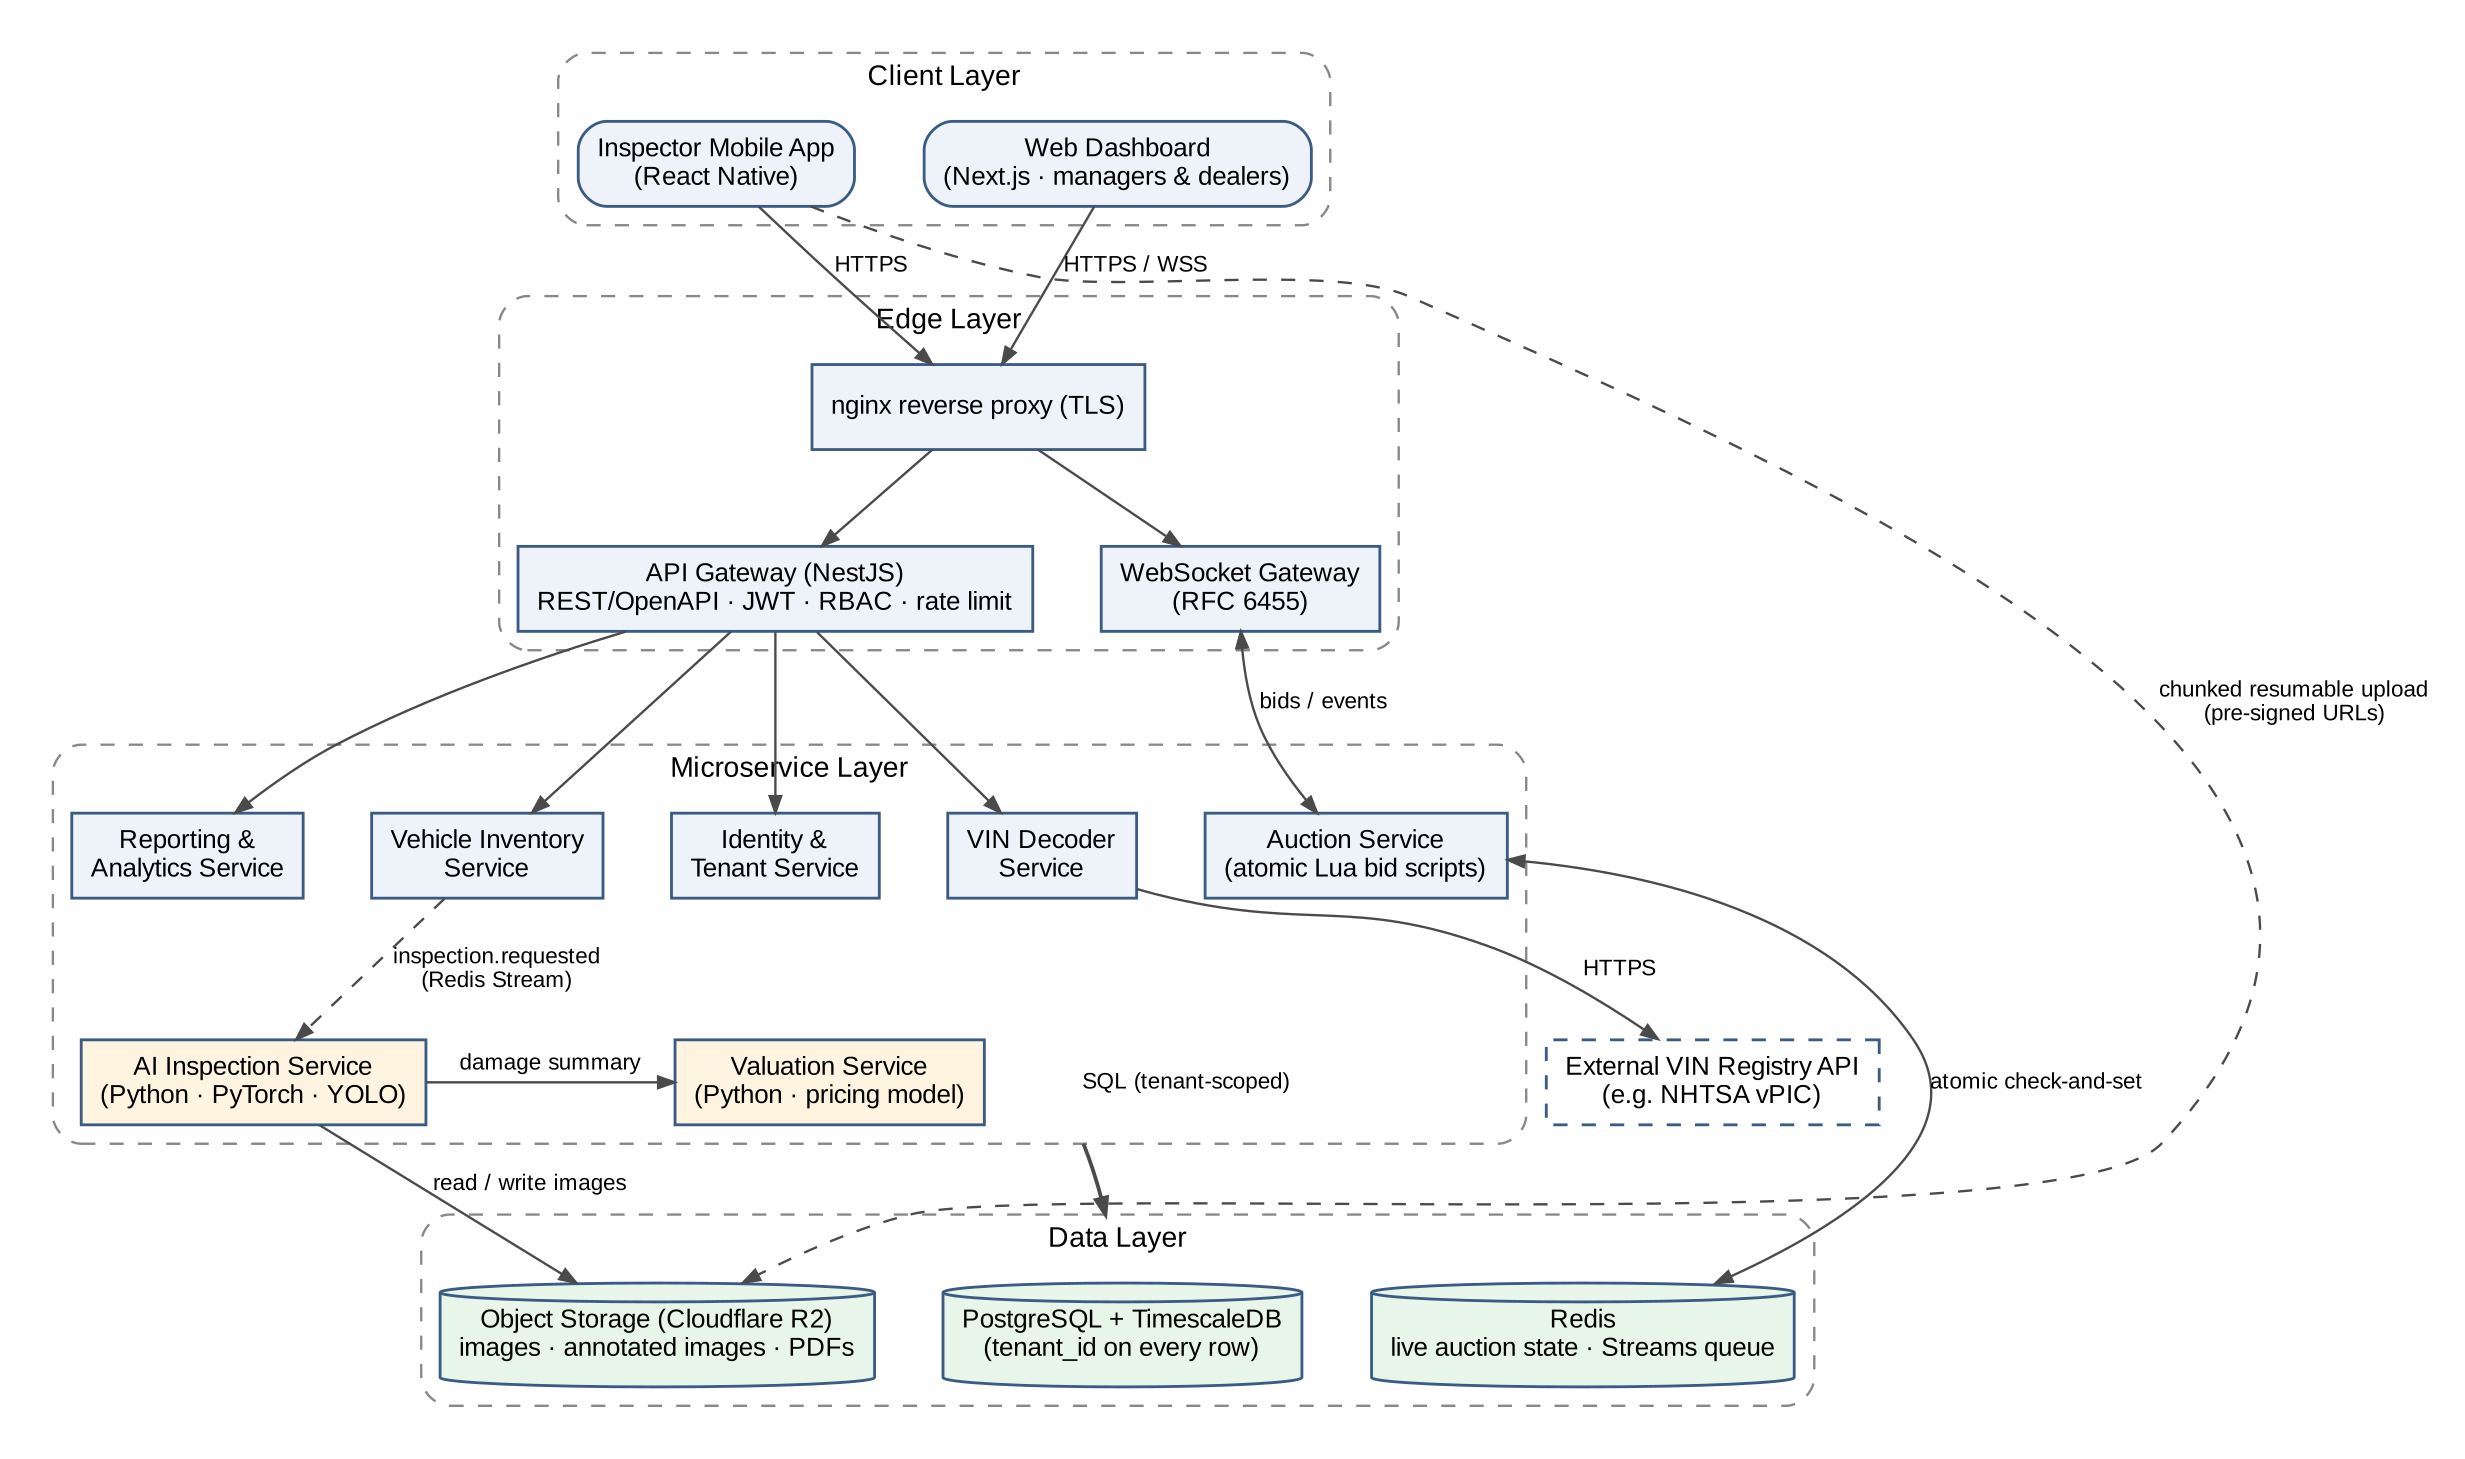 Client Layer
Inspector Mobile App
(React Native)
Web Dashboard
(Next.js · managers & dealers)
HTTPS
HTTPS / WSS
Edge Layer
nginx reverse proxy (TLS)
API Gateway (NestJS)
REST/OpenAPI · JWT · RBAC · rate limit
WebSocket Gateway
(RFC 6455)
bids / events
chunked resumable upload
(pre-signed URLs)
Microservice Layer
Reporting &
Analytics Service
Vehicle Inventory
Service
Identity &
Tenant Service
VIN Decoder
Service
Auction Service
(atomic Lua bid scripts)
inspection.requested
(Redis Stream)
HTTPS
AI Inspection Service
(Python · PyTorch · YOLO)
damage summary
Valuation Service
(Python · pricing model)
SQL (tenant-scoped)
External VIN Registry API
(e.g. NHTSA vPIC)
atomic check-and-set
read / write images
Data Layer
Object Storage (Cloudflare R2)
images · annotated images · PDFs
PostgreSQL + TimescaleDB
(tenant_id on every row)
Redis
live auction state · Streams queue